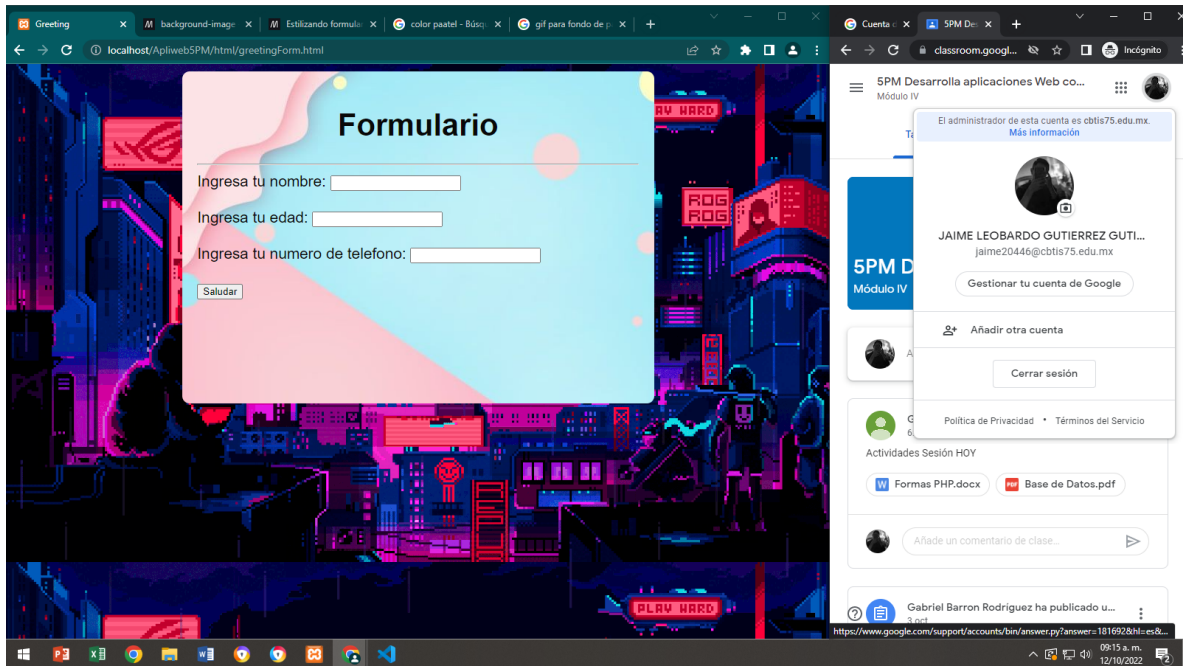 Greeting
background-image
Estilizando formula
color paatel - Búsq
gif para fondo de p
localhost/Apliweb5PM/html/greetingForm.html
Formulario
Ingresa tu nombre:
Ingresa tu edad:
Ingresa tu numero de telefono:
Saludar
PLAY HARD
ROG
ROG
Cuenta
5PM De
classroom.googl...
Incógnito
5PM Desarrolla aplicaciones Web co...
Módulo IV
El administrador de esta cuenta es cbtis75.edu.mx.
Más información
JAIME LEOBARDO GUTIERREZ GUTI...
jaime20446@cbtis75.edu.mx
Gestionar tu cuenta de Google
Añadir otra cuenta
Cerrar sesión
Política de Privacidad • Términos del Servicio
5PM D
Módulo IV
Actividades Sesión HOY
Formas PHP.docx
Base de Datos.pdf
Añade un comentario de clase...
Gabriel Barron Rodríguez ha publicado u...
3 oct
https://www.google.com/support/accounts/bin/answer.py?answer=181692&hl=es&...
09:15 a. m.
12/10/2022